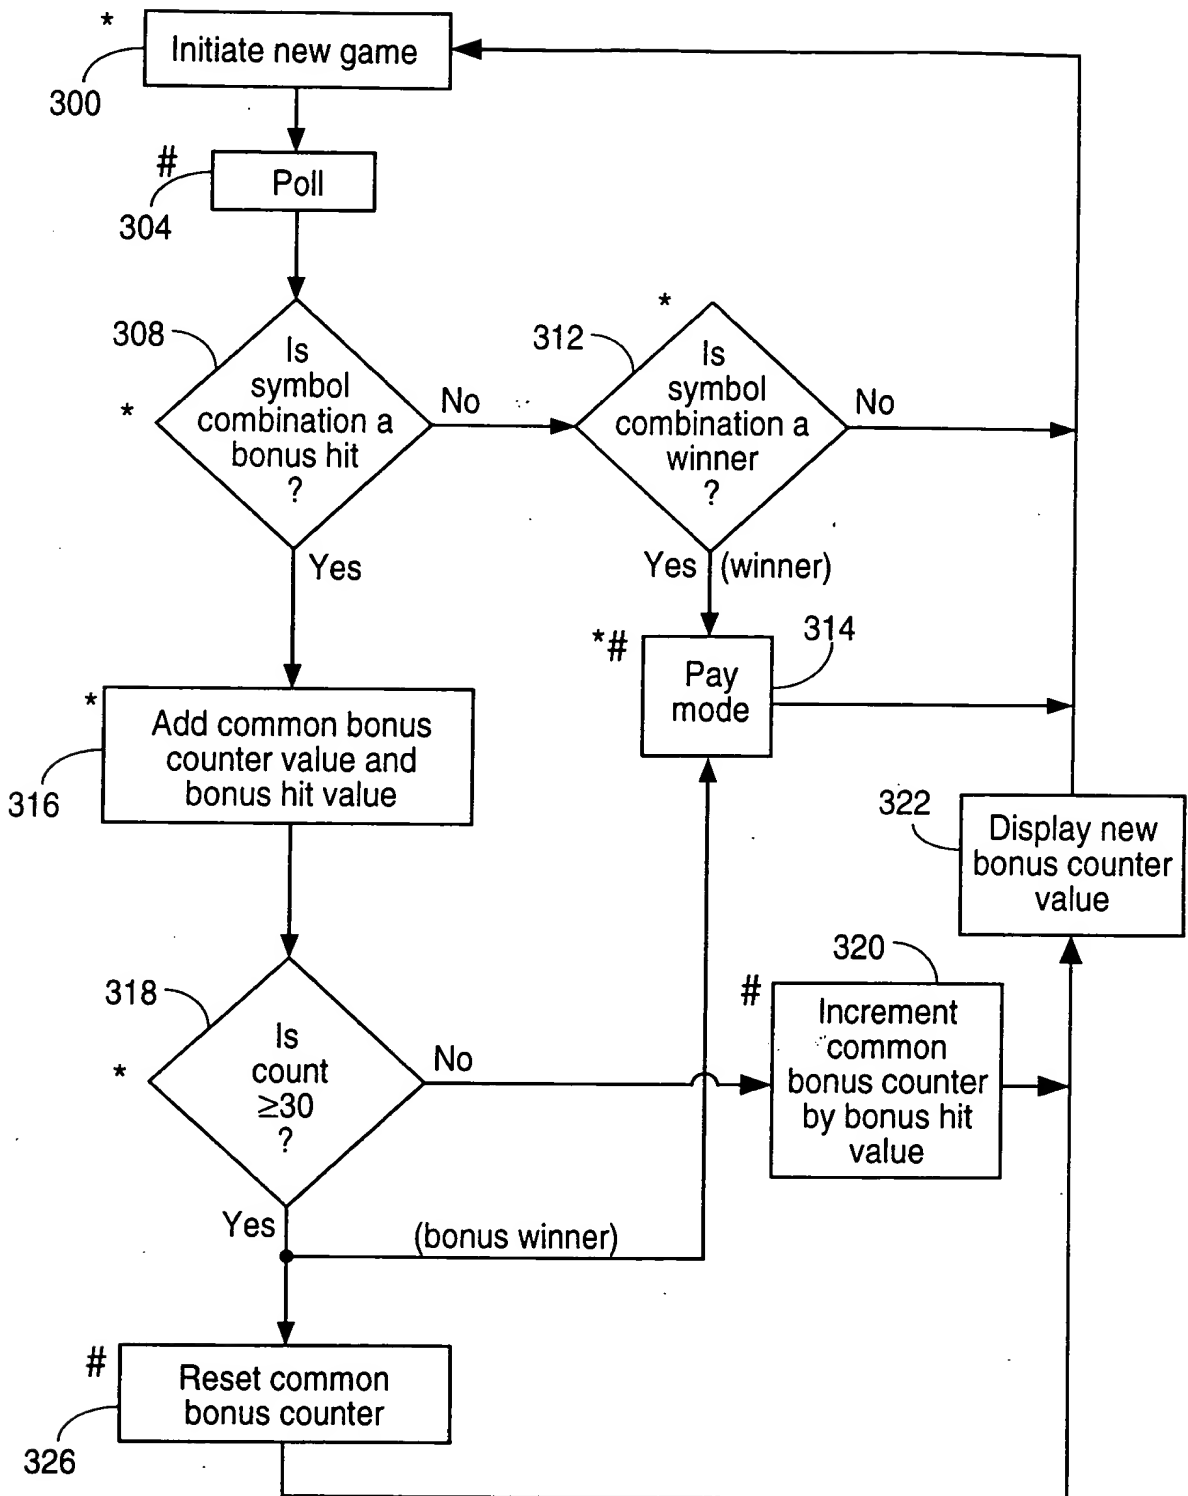 *
Initiate new game
300
#
Poll
304
308
*
Is
symbol
combination a
bonus hit
?
No
Yes
312
*
Is
symbol
combination a
winner
?
No
Yes (winner)
*#
314
Pay
mode
*
Add common bonus
counter value and
bonus hit value
316
322
Display new
bonus counter
value
318
*
Is
count
≥30
?
No
320
#
Increment
common
bonus counter
by bonus hit
value
Yes
(bonus winner)
#
Reset common
bonus counter
326